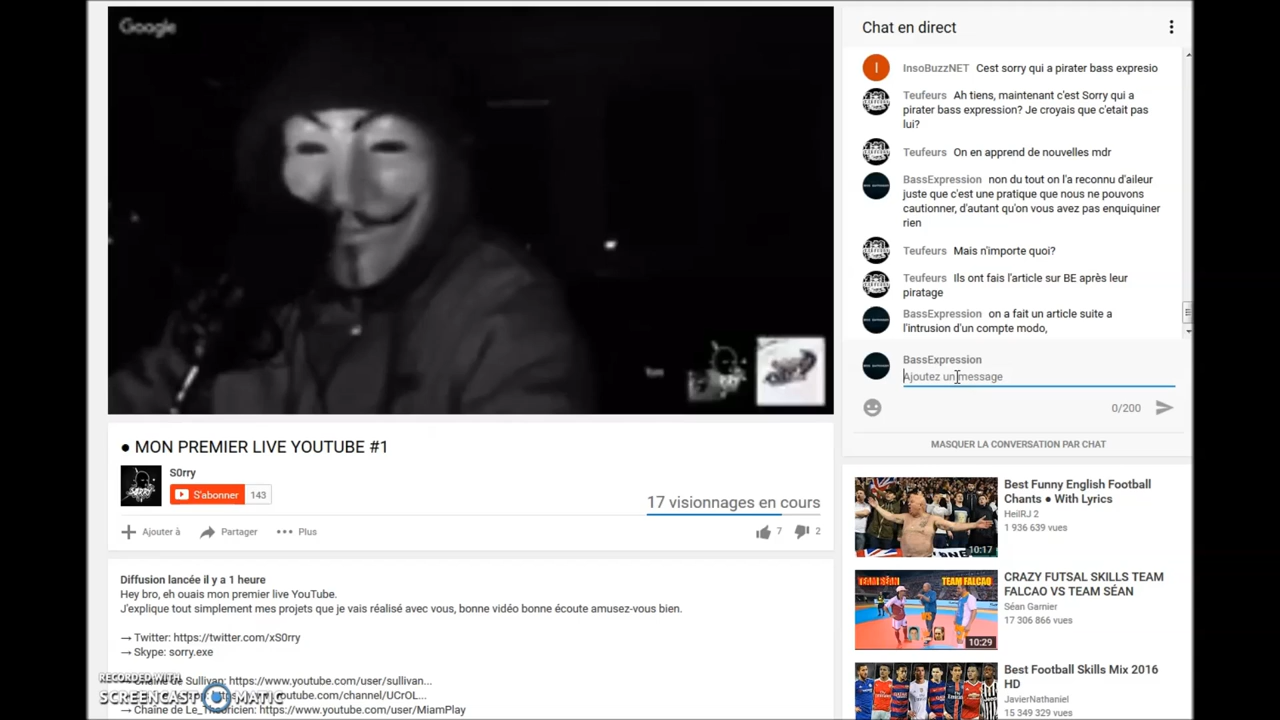 Google
Chat en direct
InsoBuzzNET Cest sorry qui a pirater bass expresio
Teufeurs Ah tiens, maintenant c'est Sorry qui a
pirater bass expression? Je croyais que c'etait pas
lui?
Teufeurs On en apprend de nouvelles mdr
BassExpression non du tout on l'a reconnu d'aileur
juste que c'est une pratique que nous ne pouvons
cautionner, d'autant qu'on vous avez pas enquiquiner
rien
Teufeurs Mais n'importe quoi?
Teufeurs Ils ont fais l'article sur BE après leur
piratage
BassExpression on a fait un article suite a
l'intrusion d'un compte modo,
BassExpression
Ajoutez un message
0/200
MASQUER LA CONVERSATION PAR CHAT
● MON PREMIER LIVE YOUTUBE #1
S0rry
S'abonner 143
17 visionnages en cours
Ajouter à Partager Plus
7 2
Diffusion lancée il y a 1 heure
Hey bro, eh ouais mon premier live YouTube.
J'explique tout simplement mes projets que je vais réalisé avec vous, bonne vidéo bonne écoute amusez-vous bien.
→ Twitter: https://twitter.com/xS0rry
→ Skype: sorry.exe
Chaîne de Sullivan: https://www.youtube.com/user/sullivan...
youtube.com/channel/UCrOL...
→ Chaîne de Le_Theoricien: https://www.youtube.com/user/MiamPlay
RECORDED WITH
SCREENCAST MATIC
Best Funny English Football
Chants ● With Lyrics
HeilRJ 2
1 936 639 vues
10:17
CRAZY FUTSAL SKILLS TEAM
FALCAO VS TEAM SÉAN
Séan Garnier
17 306 866 vues
TEAM SÉAN
TEAM FALCAO
10:29
Best Football Skills Mix 2016
HD
JavierNathaniel
15 349 329 vues